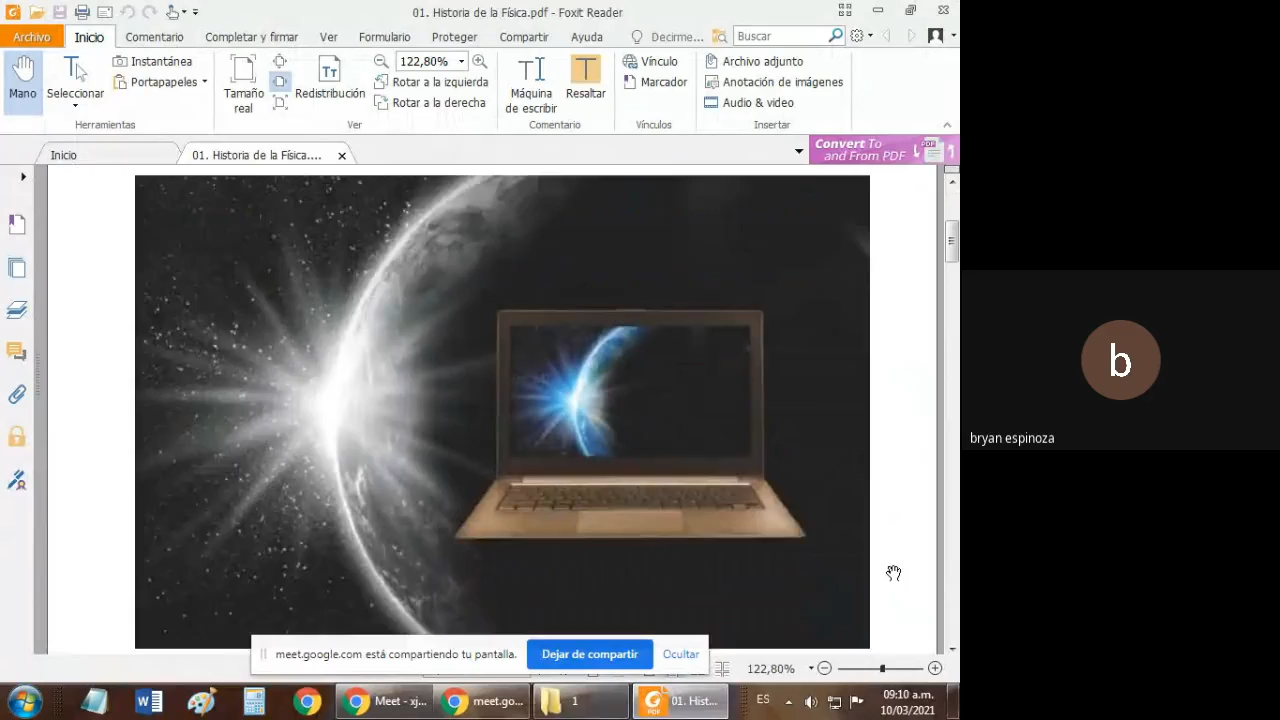 01. Historia de la Física.pdf - Foxit Reader
Archivo Inicio Comentario Completar y firmar Ver Formulario Proteger Compartir Ayuda Decirme... Buscar
Mano
Seleccionar
Instantánea
Portapapeles
Herramientas
Tamaño
real
Redistribución
122,80%
Rotar a la izquierda
Rotar a la derecha
Ver
Máquina
de escribir
Resaltar
Comentario
Vínculo
Marcador
Vínculos
Archivo adjunto
Anotación de imágenes
Audio & video
Insertar
Inicio
01. Historia de la Física....
Convert To
and From PDF
PDF
b
bryan espinoza
meet.google.com está compartiendo tu pantalla. Dejar de compartir Ocultar
122,80%
Meet - xj...
meet.go...
1
01. Hist...
ES
09:10 a.m.
10/03/2021